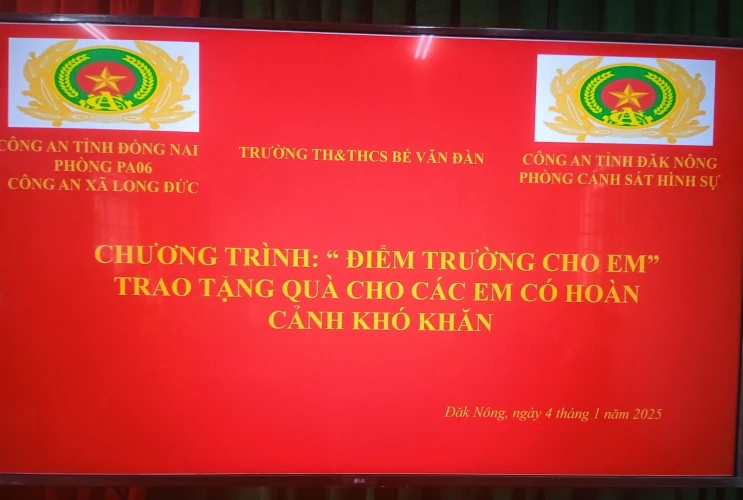 CÔNG AN TỈNH ĐỒNG NAI
PHÒNG PA06
CÔNG AN XÃ LONG ĐỨC
TRƯỜNG TH&THCS BẾ VĂN ĐÀN
CÔNG AN TỈNH ĐĂK NÔNG
PHÒNG CẢNH SÁT HÌNH SỰ
CHƯƠNG TRÌNH: “ ĐIỂM TRƯỜNG CHO EM”
TRAO TẶNG QUÀ CHO CÁC EM CÓ HOÀN
CẢNH KHÓ KHĂN
Đăk Nông, ngày 4 tháng 1 năm 2025
LG